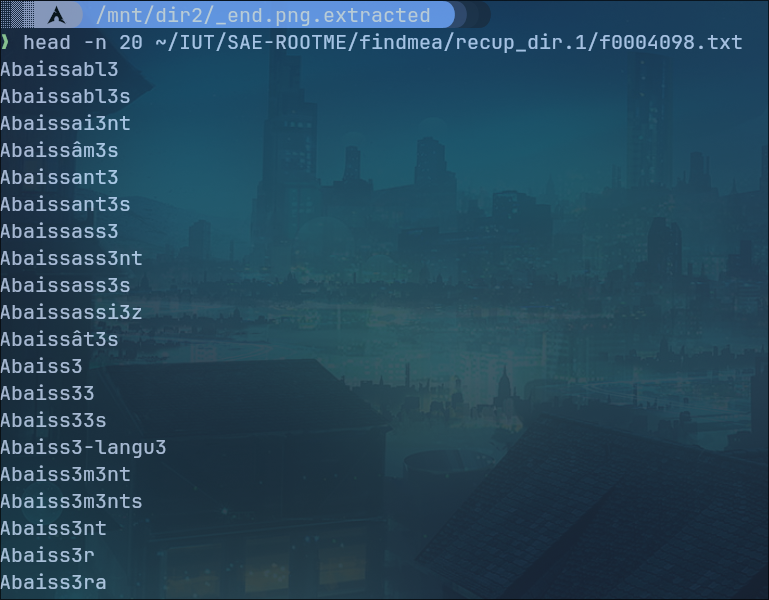 /mnt/dir2/_end.png.extracted
❯ head -n 20 ~/IUT/SAE-ROOTME/findmea/recup_dir.1/f0004098.txt
Abaissabl3
Abaissabl3s
Abaissai3nt
Abaissâm3s
Abaissant3
Abaissant3s
Abaissass3
Abaissass3nt
Abaissass3s
Abaissassi3z
Abaissât3s
Abaiss3
Abaiss33
Abaiss33s
Abaiss3-langu3
Abaiss3m3nt
Abaiss3m3nts
Abaiss3nt
Abaiss3r
Abaiss3ra